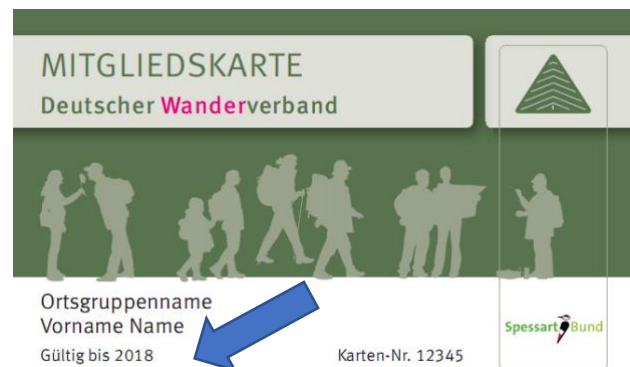 MITGLIEDSKARTE
Deutscher Wanderverband
Ortsgruppenname
Vorname Name
Gültig bis 2018
Karten-Nr. 12345
Spessart Bund